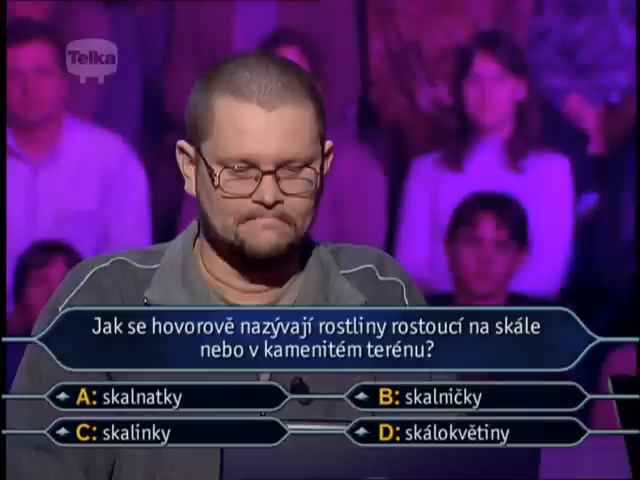 Telka
Jak se hovorově nazývají rostliny rostoucí na skále
nebo v kamenitém terénu?
A: skalnatky
B: skalničky
C: skalinky
D: skálokvětiny